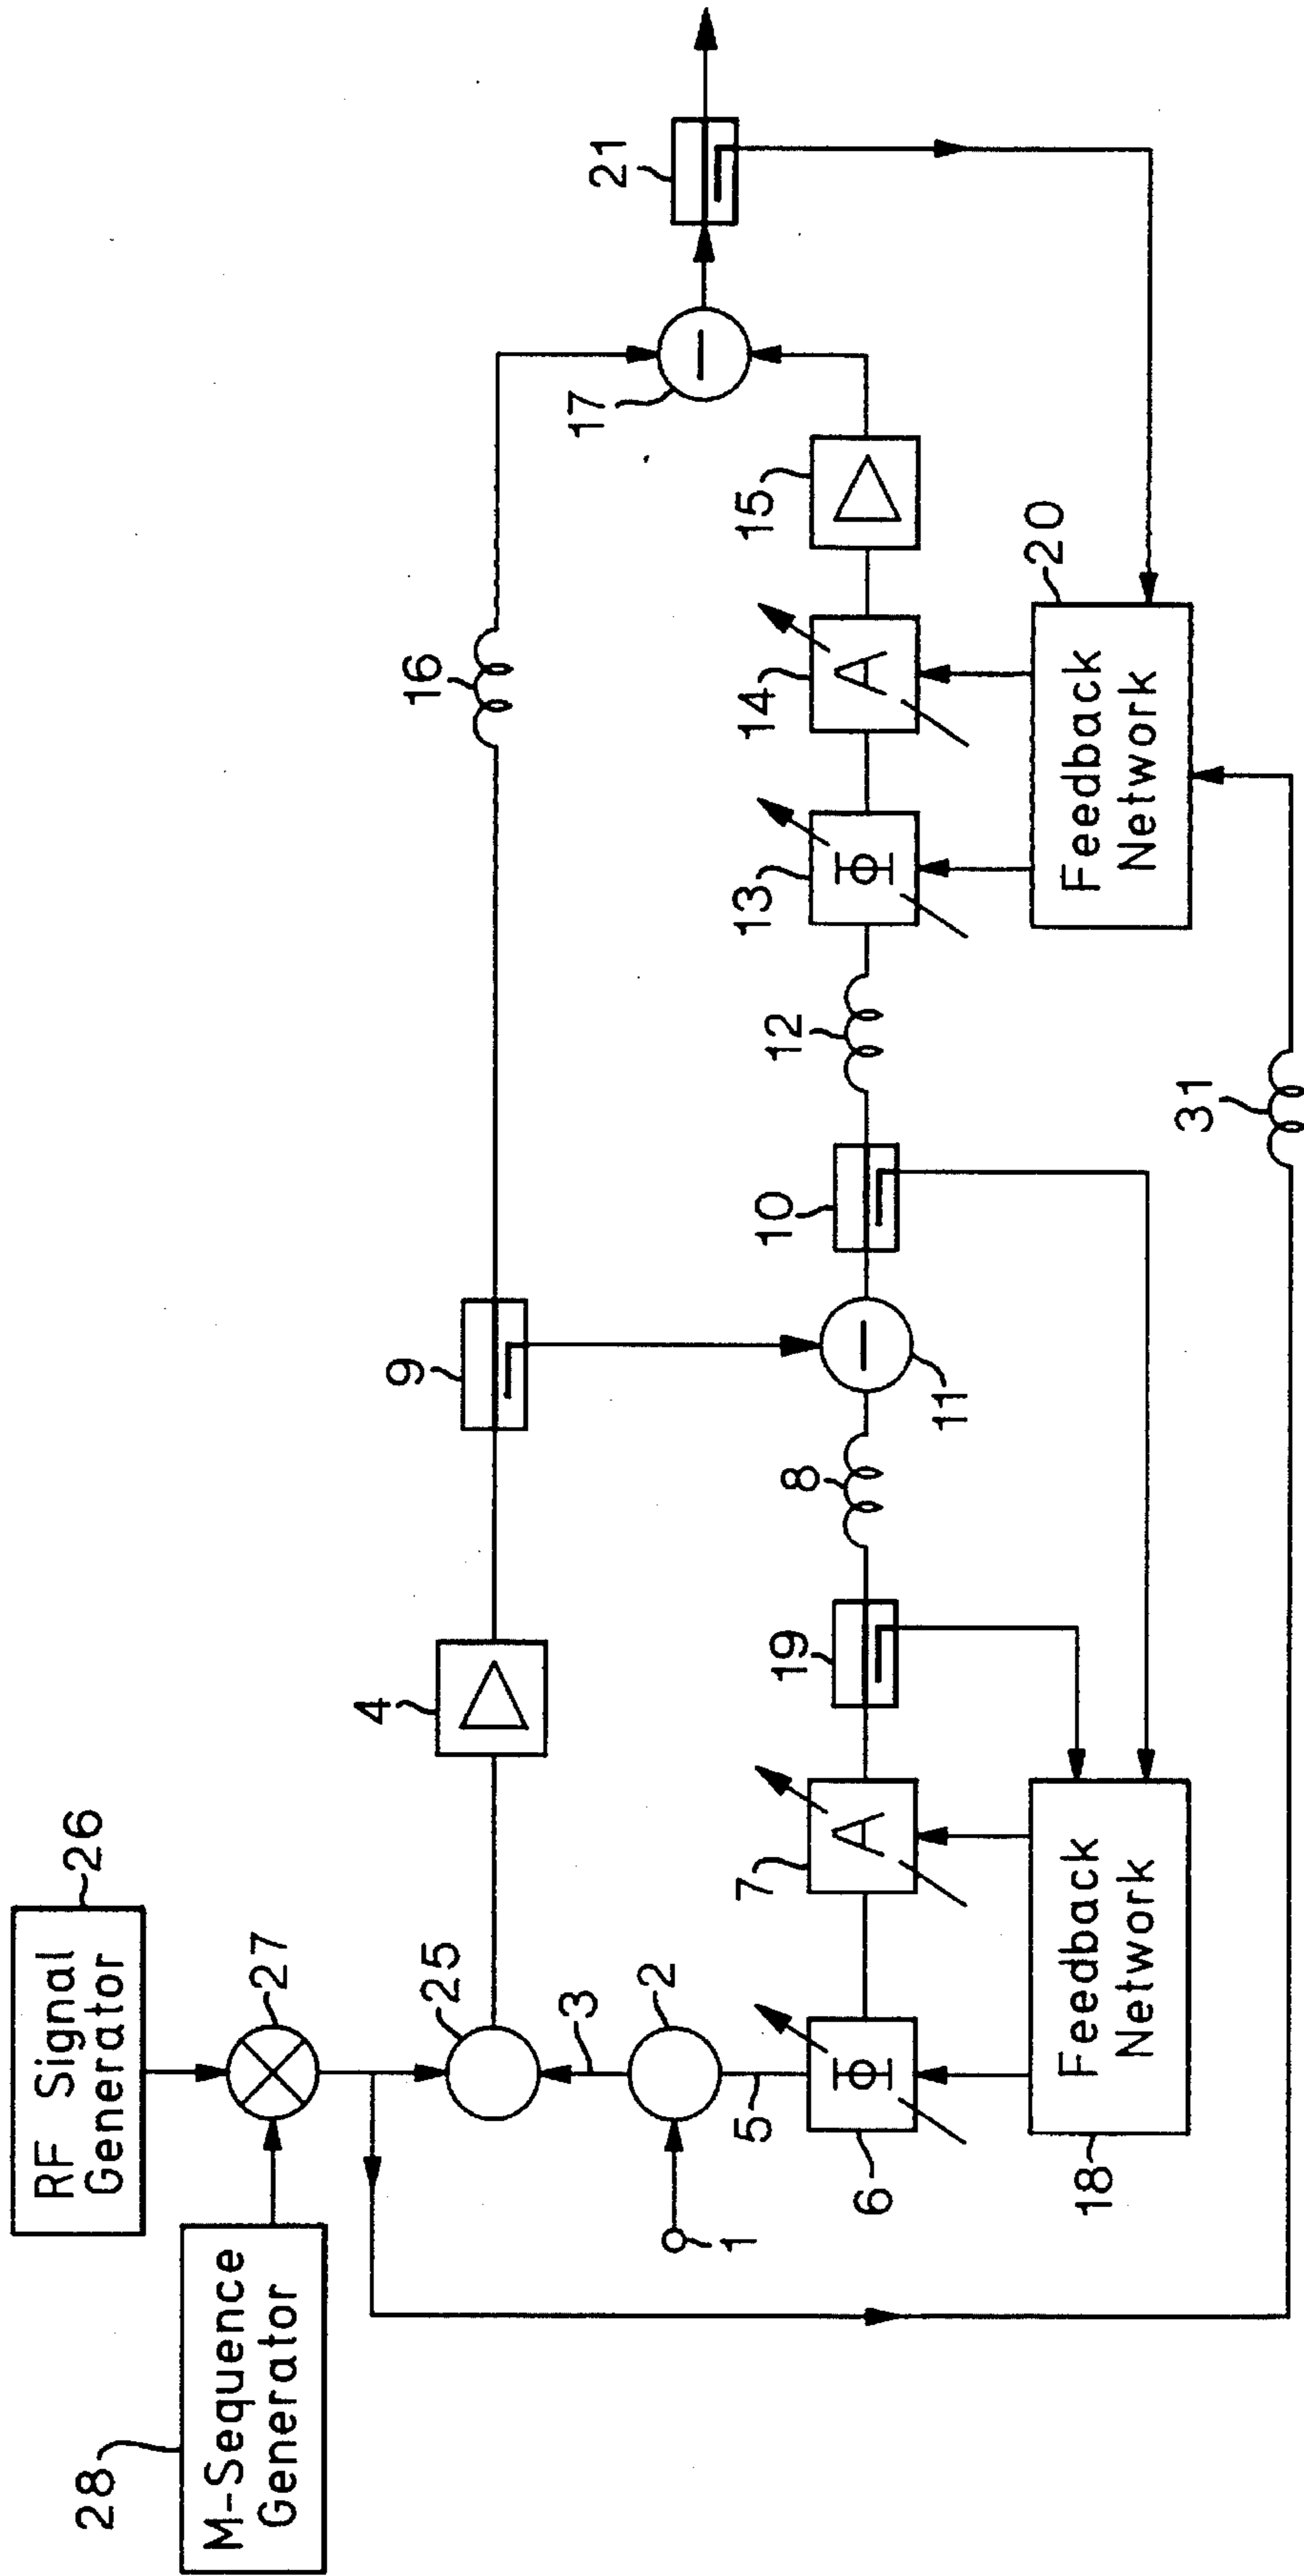 RF Signal
Generator
26
M-Sequence
Generator
28
27
25
4
9
16
17
21
3
2
1
5
Φ
6
A
7
19
8
11
10
12
Φ
13
A
14
15
Feedback
Network
18
Feedback
Network
20
31